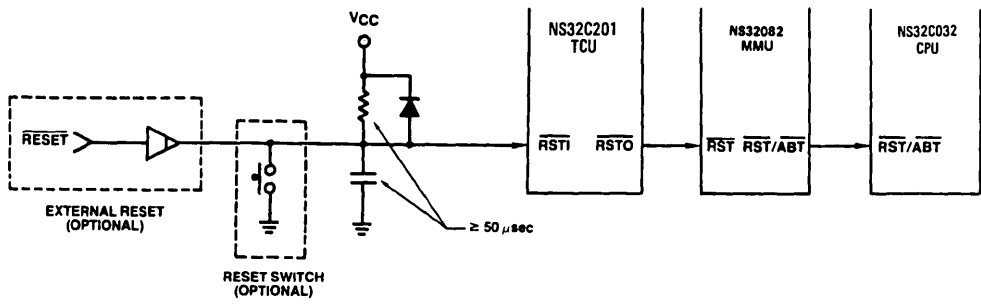 VCC
NS32C201
TCU
NS32082
MMU
NS32C032
CPU
RESET
RSTI RSTO
RST RST/ABT
RST/ABT
EXTERNAL RESET
(OPTIONAL)
≥ 50 μsec
RESET SWITCH
(OPTIONAL)